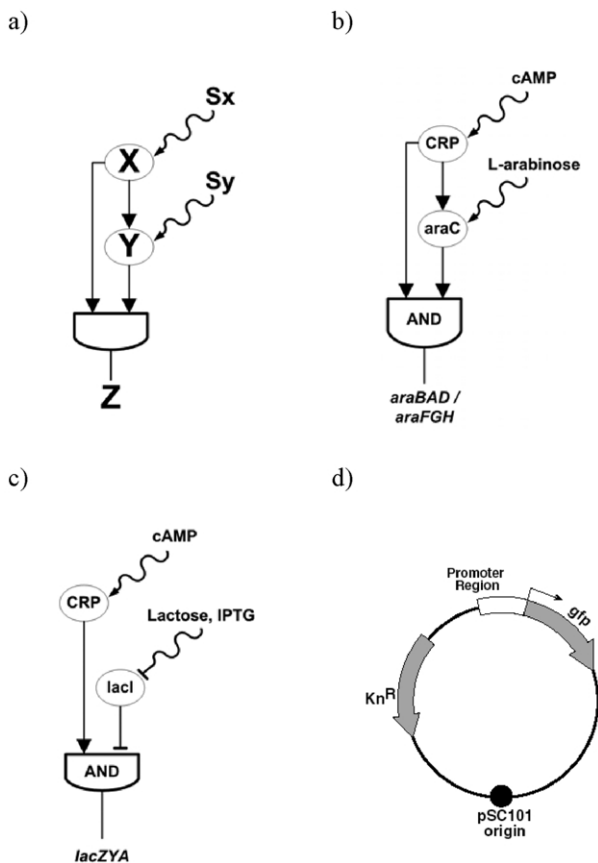 a)
Sx
X
Sy
Y
Z
b)
cAMP
CRP
L-arabinose
araC
AND
araBAD /
araFGH
c)
cAMP
CRP
Lactose, IPTG
lacI
AND
lacZYA
d)
Promoter
Region
gfp
KnR
pSC101
origin